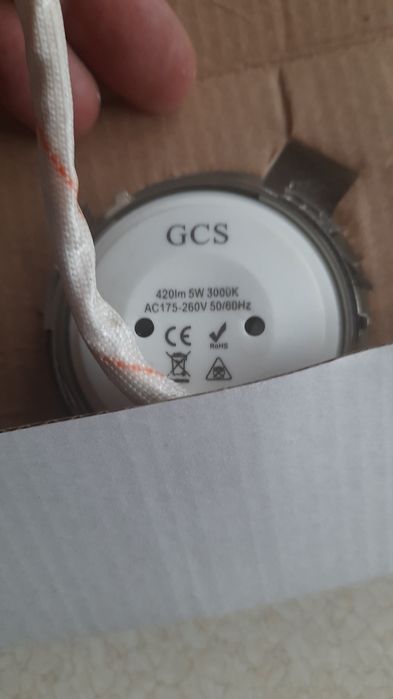 GCS
420lm 5W 3000K
AC175-260V 50/60Hz
CE RoHS